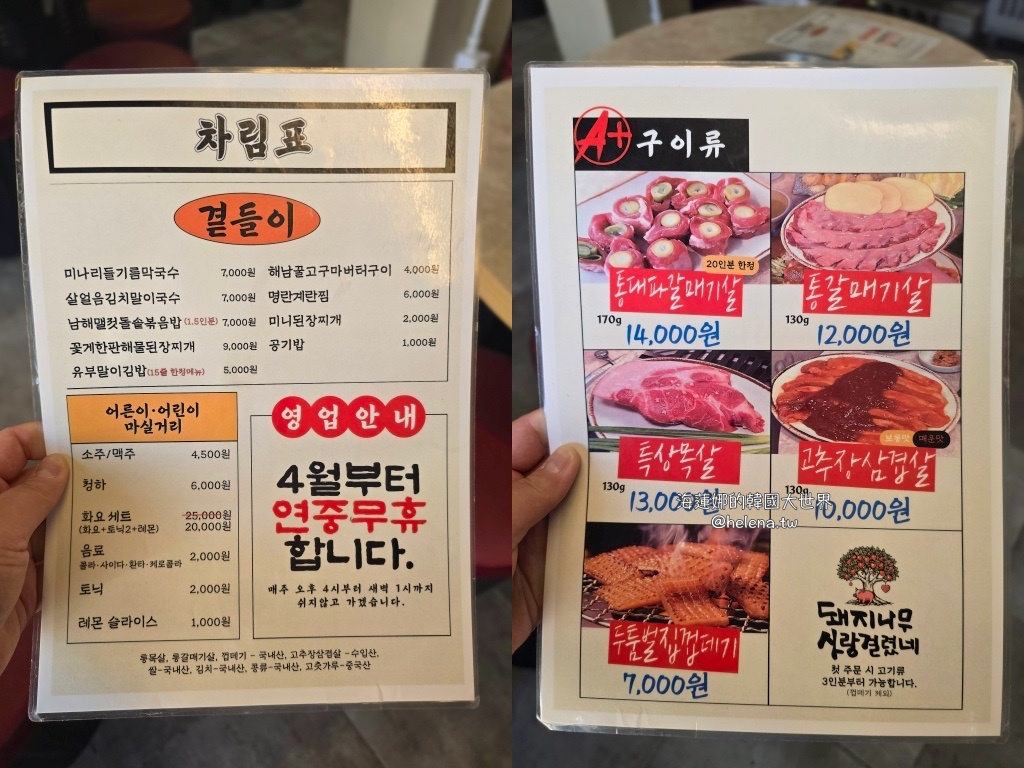 차림표
곁들이
미나리들기름막국수 7,000원
살얼음김치말이국수 7,000원
남해맬젓돌솥볶음밥(1.5인분) 7,000원
꽃게한판해물된장찌개 9,000원
유부말이김밥(15줄 한정메뉴) 5,000원
해남꿀고구마버터구이 4,000원
명란계란찜 6,000원
미니된장찌개 2,000원
공기밥 1,000원
어른이·어린이
마실거리
소주/맥주 4,500원
청하 6,000원
화요 세트 25,000원
(화요+토닉2+레몬) 20,000원
음료 2,000원
콜라·사이다·환타·제로콜라
토닉 2,000원
레몬 슬라이스 1,000원
영업안내
4월부터
연중무휴
합니다.
매주 오후 4시부터 새벽 1시까지
쉬지않고 가겠습니다.
통목살, 통갈매기살, 껍데기 - 국내산, 고추장삼겹살 -수입산,
쌀-국내산, 김치-국내산, 콩류-국내산, 고춧가루-중국산
A+ 구이류
20인분 한정
통대파갈매기살
170g
14,000원
통갈매기살
130g
12,000원
특상목살
130g
13,000원
보통맛 매운맛
고추장삼겹살
130g
10,000원
두툼벌집껍데기
7,000원
돼지나무
사랑걸렸네
첫 주문 시 고기류
3인분부터 가능합니다.
(껍데기 제외)
海蓮娜的韓國大世界
@helena.tw